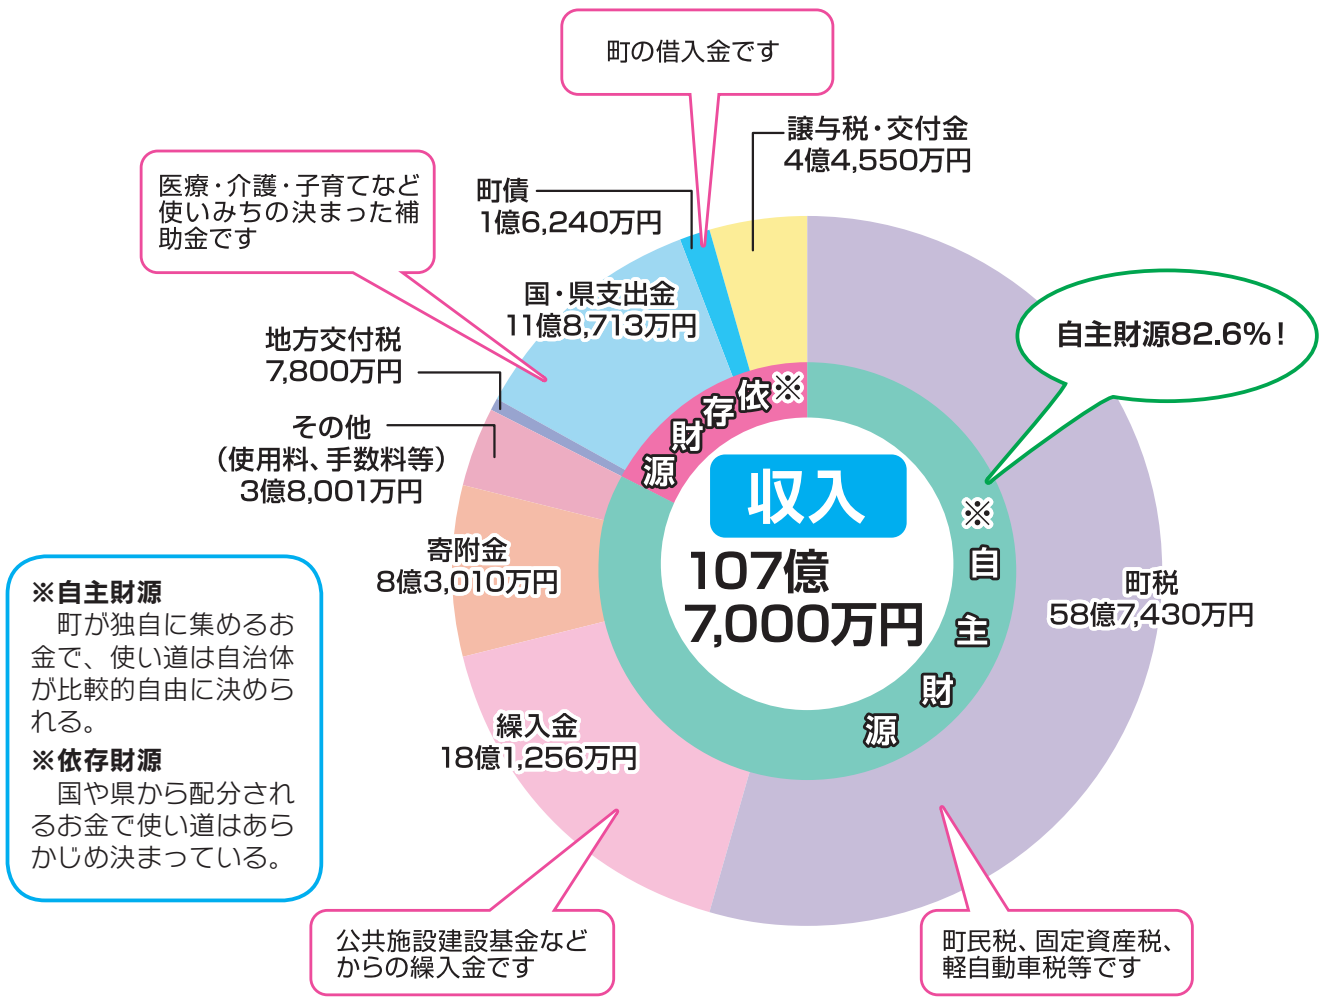 町の借入金です
譲与税・交付金
4億4,550万円
医療・介護・子育てなど
使いみちの決まった補
助金です
町債
1億6,240万円
国・県支出金
11億8,713万円
自主財源82.6%！
地方交付税
7,800万円
※依存財源
その他
（使用料、手数料等）
3億8,001万円
収入
107億
7,000万円
※自主財源
寄附金
8億3,010万円
町税
58億7,430万円
※自主財源
町が独自に集めるお
金で、使い道は自治体
が比較的自由に決めら
れる。
※依存財源
国や県から配分され
るお金で使い道はあら
かじめ決まっている。
繰入金
18億1,256万円
公共施設建設基金など
からの繰入金です
町民税、固定資産税、
軽自動車税等です